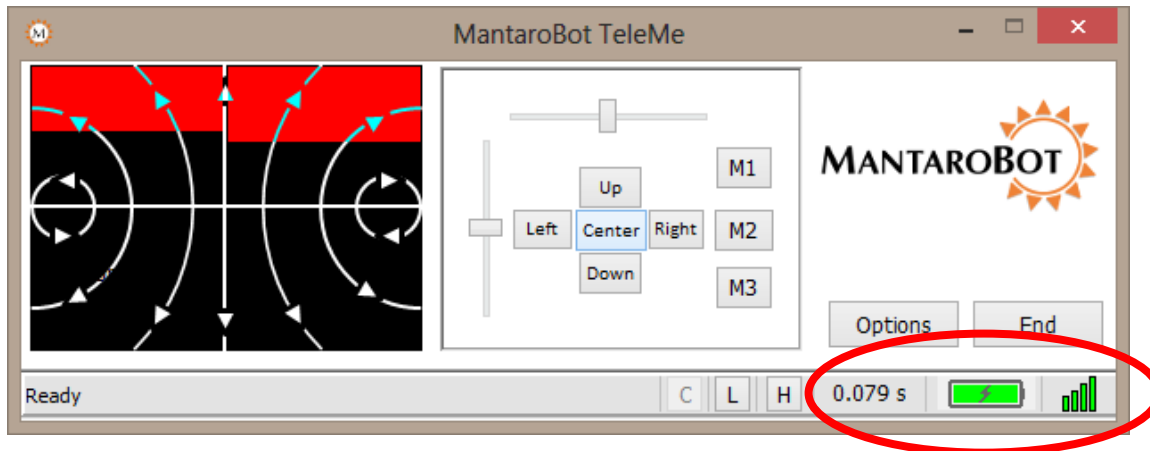 MantaroBot TeleMe
MANTAROBOT
Up
M1
Left
Center
Right
M2
Down
M3
Options
End
Ready
C
L
H
0.079 s